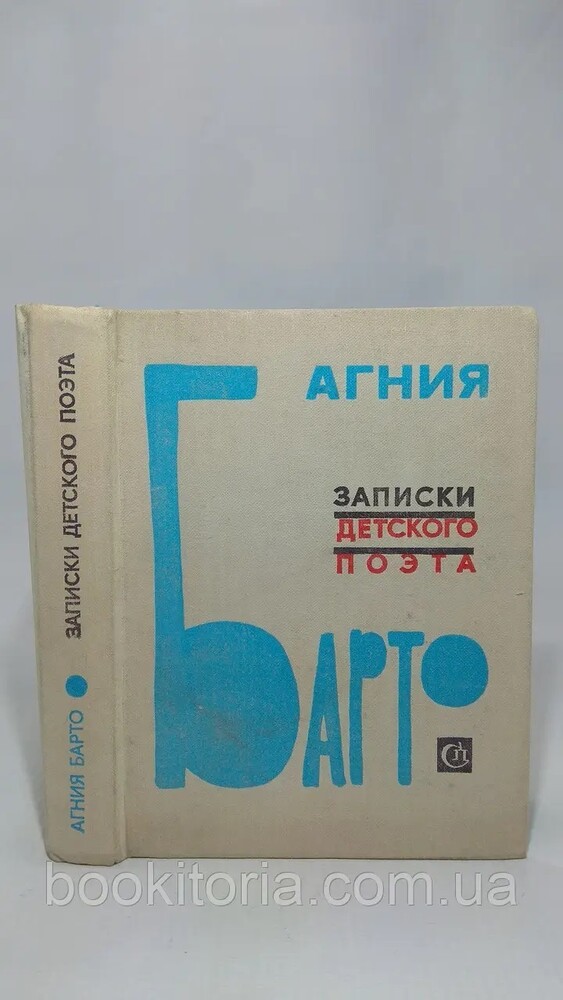 АГНИЯ
БАРТО
ЗАПИСКИ
ДЕТСКОГО
ПОЭТА
СП
АГНИЯ БАРТО ЗАПИСКИ ДЕТСКОГО ПОЭТА
bookitoria.com.ua